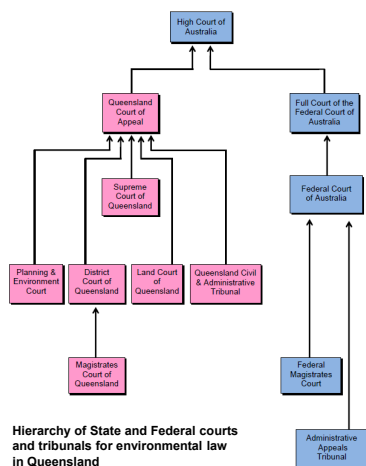 High Court of
Australia
Queensland
Court of
Appeal
Full Court of the
Federal Court of
Australia
Supreme
Court of
Queensland
Federal Court
of Australia
Planning &
Environment
Court
District
Court of
Queensland
Land Court
of
Queensland
Queensland Civil
& Administrative
Tribunal
Magistrates
Court of
Queensland
Federal
Magistrates
Court
Hierarchy of State and Federal courts
and tribunals for environmental law
in Queensland
Administrative
Appeals
Tribunal